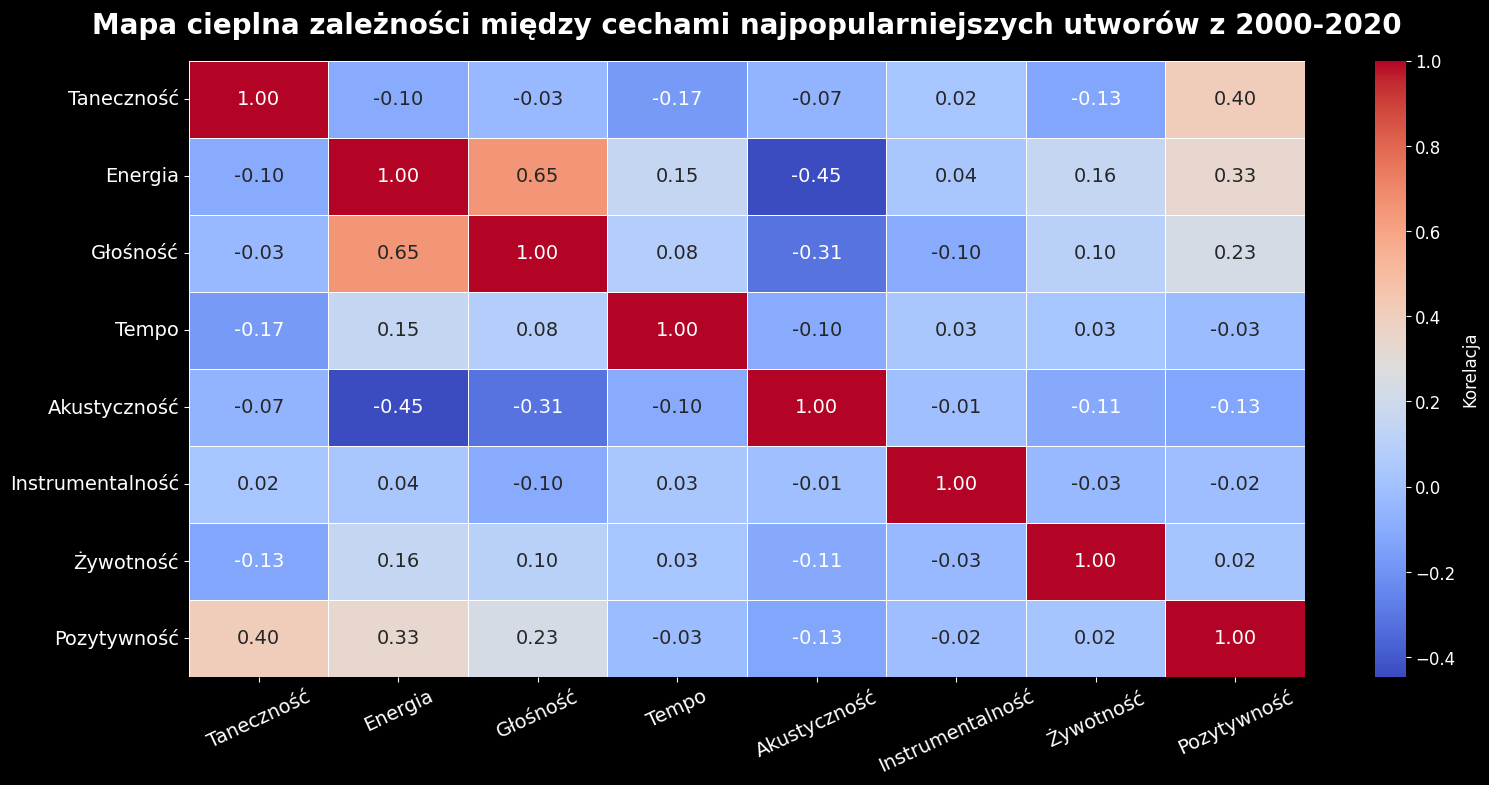 Mapa cieplna zależności między cechami najpopularniejszych utworów z 2000-2020
Taneczność 1.00 -0.10 -0.03 -0.17 -0.07 0.02 -0.13 0.40
Energia -0.10 1.00 0.65 0.15 -0.45 0.04 0.16 0.33
Głośność -0.03 0.65 1.00 0.08 -0.31 -0.10 0.10 0.23
Tempo -0.17 0.15 0.08 1.00 -0.10 0.03 0.03 -0.03
Akustyczność -0.07 -0.45 -0.31 -0.10 1.00 -0.01 -0.11 -0.13
Instrumentalność 0.02 0.04 -0.10 0.03 -0.01 1.00 -0.03 -0.02
Żywotność -0.13 0.16 0.10 0.03 -0.11 -0.03 1.00 0.02
Pozytywność 0.40 0.33 0.23 -0.03 -0.13 -0.02 0.02 1.00
Taneczność Energia Głośność Tempo Akustyczność Instrumentalność Żywotność Pozytywność
1.0
0.8
0.6
0.4
0.2
0.0
−0.2
−0.4
Korelacja